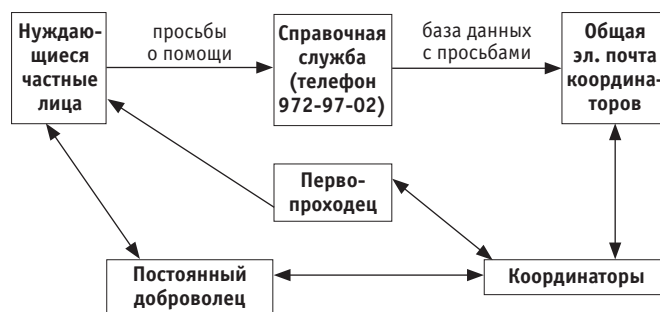 Нуждаю-
щиеся
частные
лица
просьбы
о помощи
Справочная
служба
(телефон
972-97-02)
база данных
с просьбами
Общая
эл. почта
координа-
торов
Перво-
проходец
Постоянный
доброволец
Координаторы